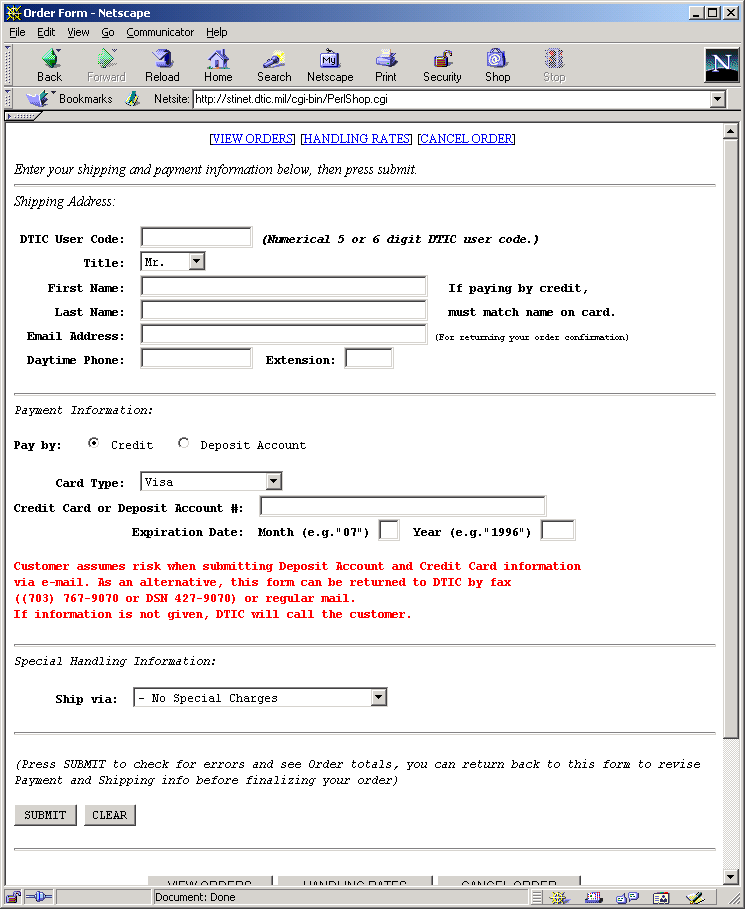 Order Form - Netscape
File Edit View Go Communicator Help
Back Forward Reload Home Search Netscape Print Security Shop Stop
Bookmarks Netsite: http://stinet.dtic.mil/cgi-bin/PerlShop.cgi
[VIEW ORDERS] [HANDLING RATES] [CANCEL ORDER]
Enter your shipping and payment information below, then press submit.
Shipping Address:
DTIC User Code: (Numerical 5 or 6 digit DTIC user code.)
Title: Mr.
First Name: If paying by credit,
Last Name: must match name on card.
Email Address: (For returning your order confirmation)
Daytime Phone: Extension:
Payment Information:
Pay by: Credit Deposit Account
Card Type: Visa
Credit Card or Deposit Account #:
Expiration Date: Month (e.g."07") Year (e.g."1996")
Customer assumes risk when submitting Deposit Account and Credit Card information
via e-mail. As an alternative, this form can be returned to DTIC by fax
((703) 767-9070 or DSN 427-9070) or regular mail.
If information is not given, DTIC will call the customer.
Special Handling Information:
Ship via: - No Special Charges
(Press SUBMIT to check for errors and see Order totals, you can return back to this form to revise
Payment and Shipping info before finalizing your order)
SUBMIT CLEAR
VIEW ORDERS HANDLING RATES CANCEL ORDER
Document: Done